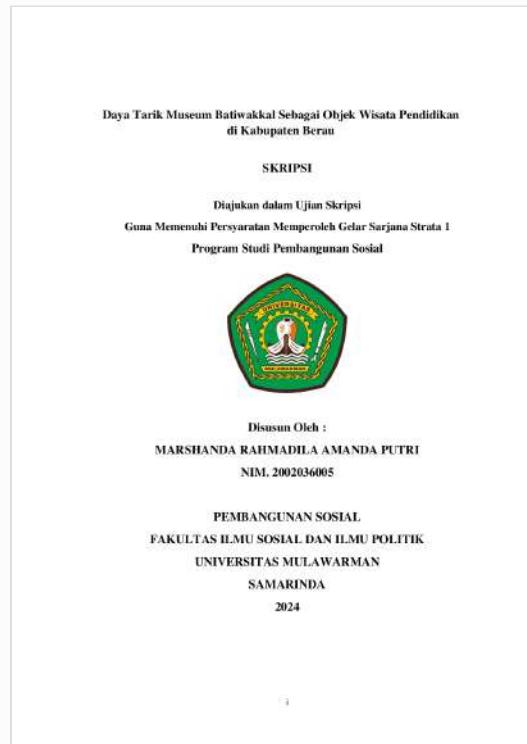 Daya Tarik Museum Batiwakkal Sebagai Objek Wisata Pendidikan
di Kabupaten Berau
SKRIPSI
Diajukan dalam Ujian Skripsi
Guna Memenuhi Persyaratan Memperoleh Gelar Sarjana Strata 1
Program Studi Pembangunan Sosial
UNIVERSITAS
MULAWARMAN
Disusun Oleh :
MARSHANDA RAHMADILA AMANDA PUTRI
NIM. 2002036005
PEMBANGUNAN SOSIAL
FAKULTAS ILMU SOSIAL DAN ILMU POLITIK
UNIVERSITAS MULAWARMAN
SAMARINDA
2024
i